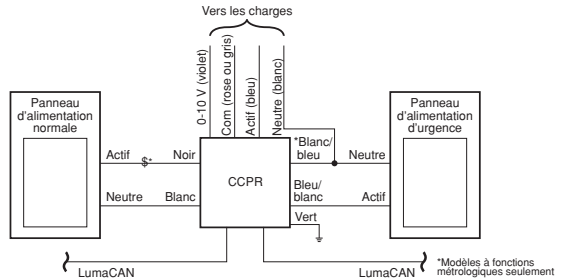 Vers les charges
0-10 V (violet)
Com (rose ou gris)
Actif (bleu)
Neutre (blanc)
Panneau
d'alimentation
normale
Panneau
d'alimentation
d'urgence
Actif
$*
Noir
*Blanc/
bleu
Neutre
CCPR
Neutre
Blanc
Bleu/
blanc
Actif
Vert
LumaCAN
LumaCAN
*Modèles à fonctions
métrologiques seulement